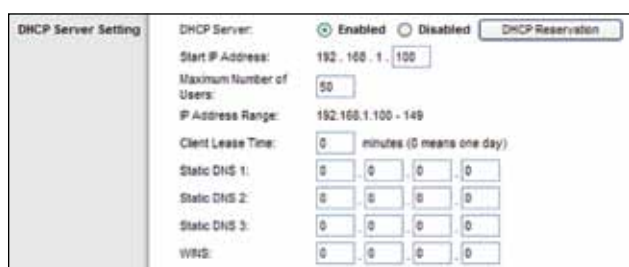 DHCP Server Setting
DHCP Server: Enabled Disabled DHCP Reservation
Start IP Address: 192 . 168 . 1 . 100
Maximum Number of
Users: 50
IP Address Range: 192.168.1.100 - 149
Client Lease Time: 0 minutes (0 means one day)
Static DNS 1: 0 . 0 . 0 . 0
Static DNS 2: 0 . 0 . 0 . 0
Static DNS 3: 0 . 0 . 0 . 0
WINS: 0 . 0 . 0 . 0